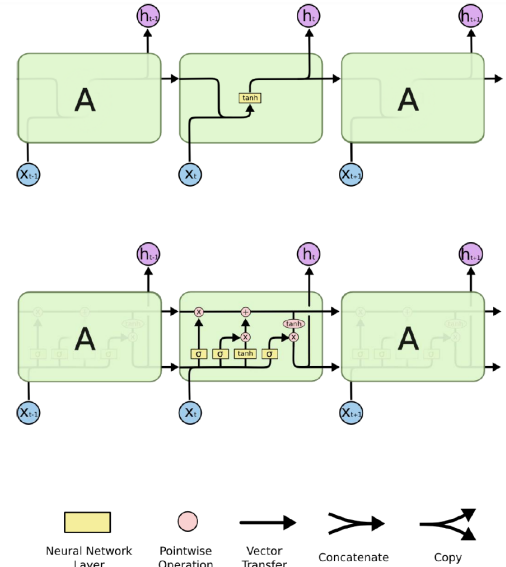 h t-1 h t h t-1
A tanh A
X t-1 X t X t+1
h t-1 h t h t-1
x + tanh
A x x A
σ σ tanh σ
X t-1 X t X t+1
Neural Network Pointwise Vector Concatenate Copy
Layer Operation Transfer